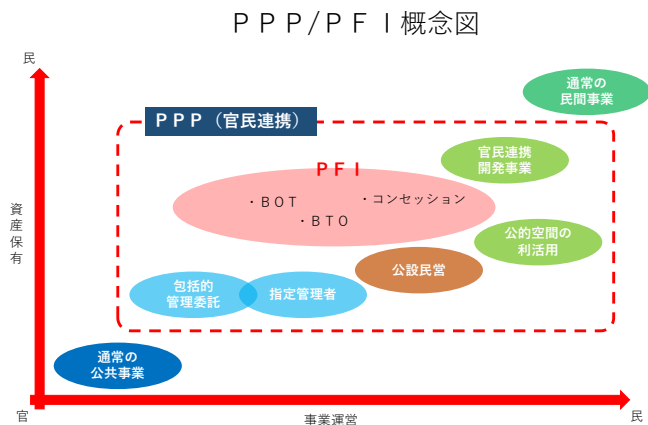 ＰＰＰ/ＰＦＩ概念図
民
通常の
民間事業
ＰＰＰ（官民連携）
官民連携
開発事業
ＰＦＩ
・ＢＯＴ
・コンセッション
・ＢＴＯ
資産保有
公的空間の
利活用
公設民営
包括的
管理委託
指定管理者
通常の
公共事業
官
事業運営
民